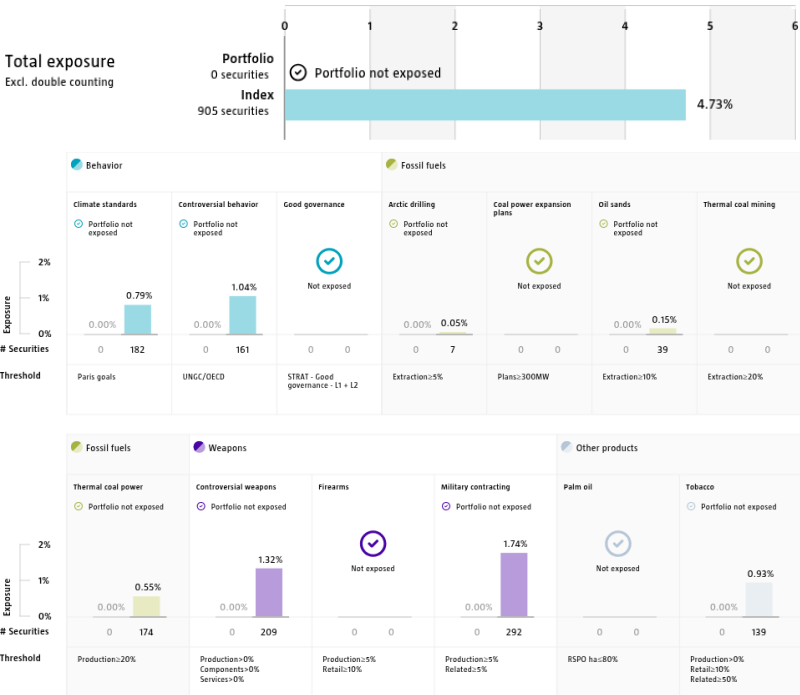 0 1 2 3 4 5 6
Total exposure
Excl. double counting
Portfolio
0 securities
Portfolio not exposed
Index
905 securities
4.73%
Behavior
Fossil fuels
Climate standards
Controversial behavior
Good governance
Arctic drilling
Coal power expansion
plans
Oil sands
Thermal coal mining
Portfolio not
exposed
Portfolio not
exposed
Not exposed
Portfolio not
exposed
Not exposed
Portfolio not
exposed
Not exposed
Exposure
2%
1%
0%
0.00% 0.79%
0.00% 1.04%
0.00% 0.05%
0.00% 0.15%
# Securities 0 182 0 161 0 0 0 7 0 0 0 39 0 0
Threshold
Paris goals
UNGC/OECD
STRAT - Good
governance - L1 + L2
Extraction≥5%
Plans≥300MW
Extraction≥10%
Extraction≥20%
Fossil fuels
Weapons
Other products
Thermal coal power
Controversial weapons
Firearms
Military contracting
Palm oil
Tobacco
Portfolio not exposed
Portfolio not exposed
Not exposed
Portfolio not exposed
Not exposed
Portfolio not exposed
Exposure
2%
1%
0%
0.00% 0.55%
0.00% 1.32%
0.00% 1.74%
0.00% 0.93%
# Securities 0 174 0 209 0 0 0 292 0 0 0 139
Threshold
Production≥20%
Production>0%
Components>0%
Services>0%
Production≥5%
Retail≥10%
Production≥5%
Related≥5%
RSPO ha≤80%
Production>0%
Retail≥10%
Related≥50%